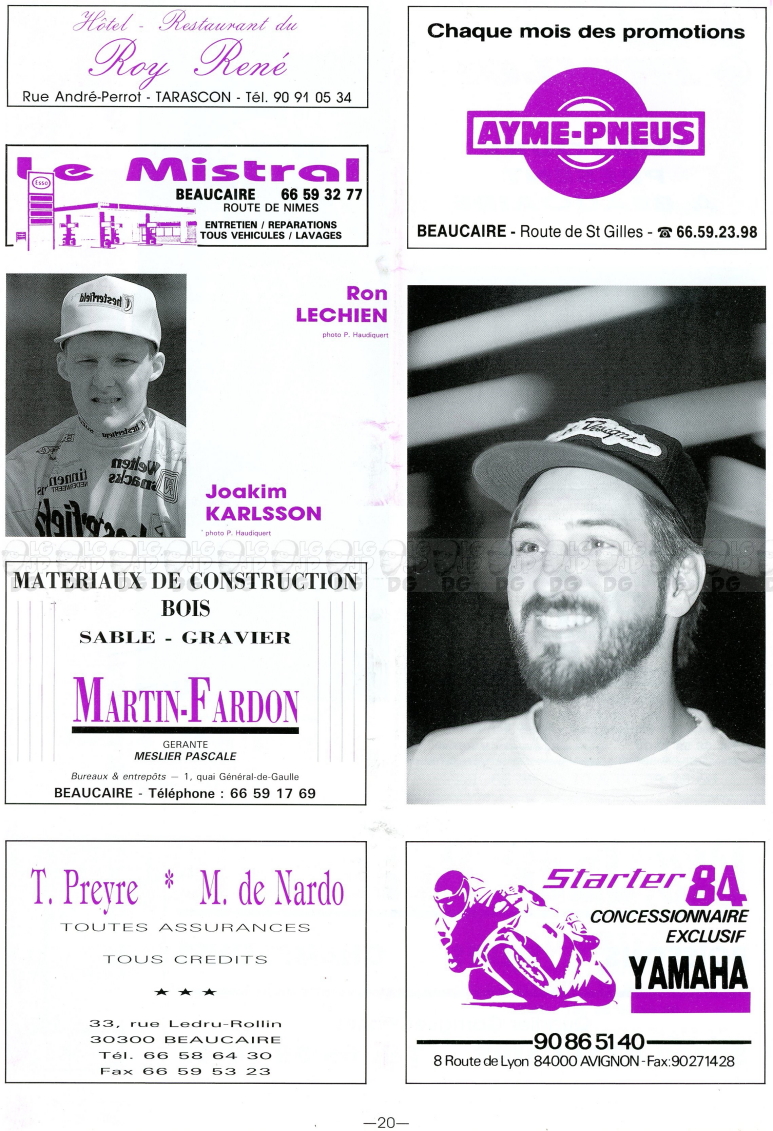 Hôtel - Restaurant du
Roy René
Rue André-Perrot - TARASCON - Tél. 90 91 05 34
Chaque mois des promotions
AYME-PNEUS
BEAUCAIRE - Route de St Gilles - ☎ 66.59.23.98
Le Mistral
Esso
BEAUCAIRE 66 59 32 77
ROUTE DE NIMES
ENTRETIEN / REPARATIONS
TOUS VEHICULES / LAVAGES
Ron
LECHIEN
photo P. Haudiquert
Chesterfield
Chesterfield
Welten
snacks
Designs
Joakim
KARLSSON
photo P. Haudiquert
MATERIAUX DE CONSTRUCTION
BOIS
SABLE - GRAVIER
MARTIN-FARDON
GERANTE
MESLIER PASCALE
Bureaux & entrepôts — 1, quai Général-de-Gaulle
BEAUCAIRE - Téléphone : 66 59 17 69
T. Preyre * M. de Nardo
TOUTES ASSURANCES
TOUS CREDITS
★ ★ ★
33, rue Ledru-Rollin
30300 BEAUCAIRE
Tél. 66 58 64 30
Fax 66 59 53 23
Starter 84
CONCESSIONNAIRE
EXCLUSIF
YAMAHA
90 86 51 40
8 Route de Lyon 84000 AVIGNON - Fax: 90271428
—20—